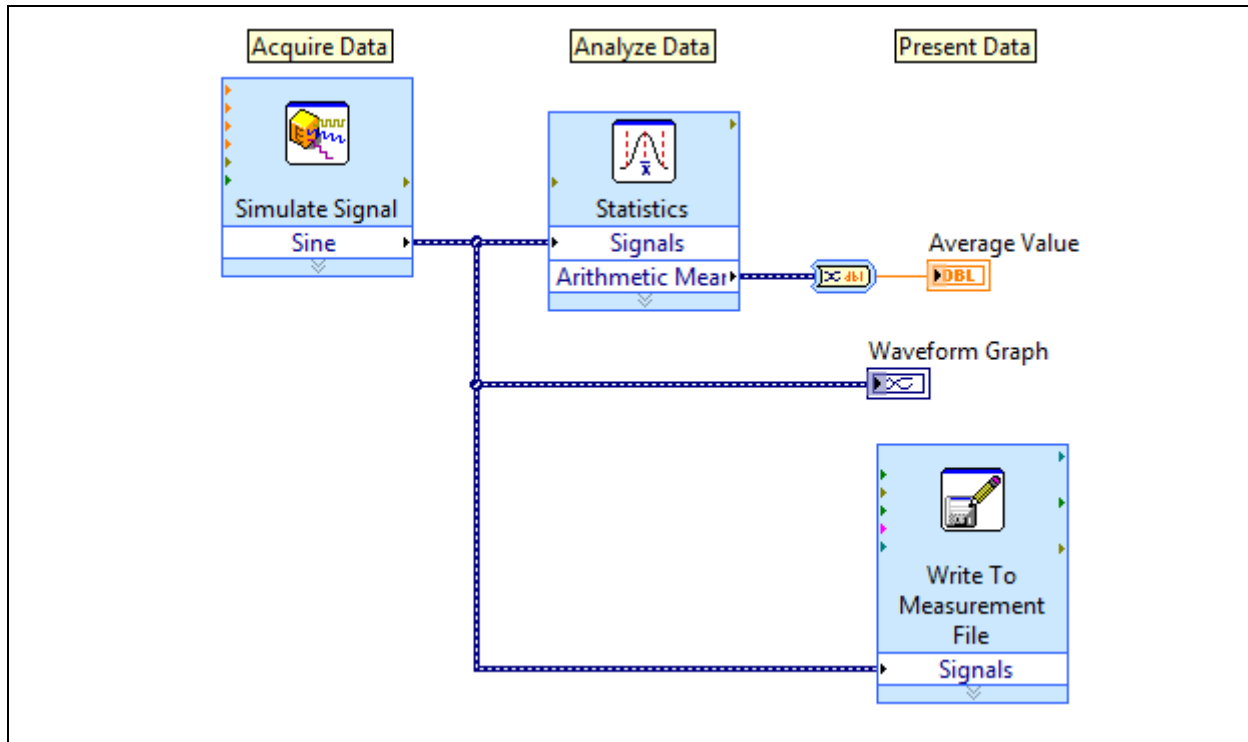 Acquire Data
Analyze Data
Present Data
Simulate Signal
Sine
Statistics
Signals
Arithmetic Mear
dbl
Average Value
DBL
Waveform Graph
Write To
Measurement
File
Signals